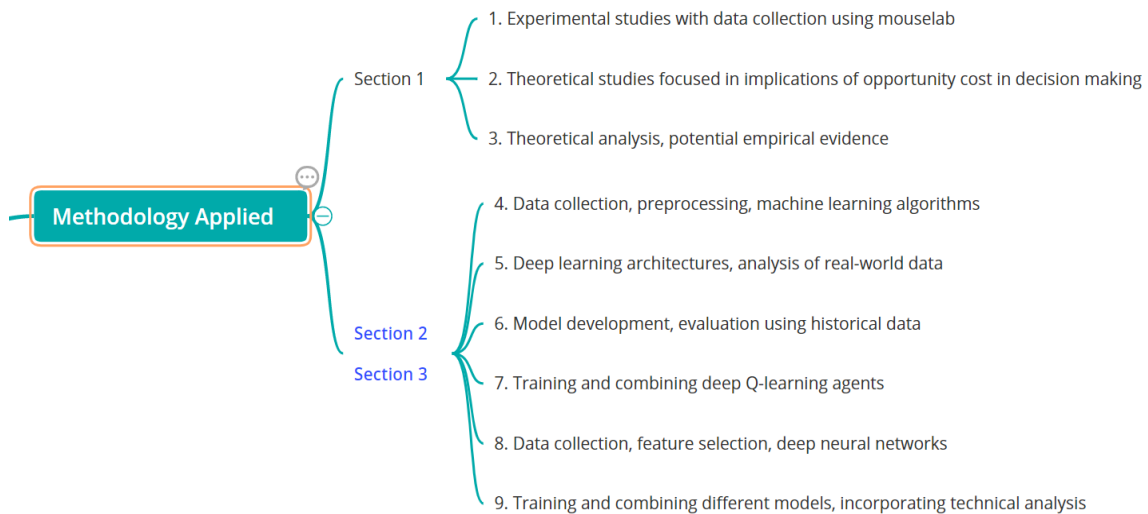 Methodology Applied
Section 1
1. Experimental studies with data collection using mouselab
2. Theoretical studies focused in implications of opportunity cost in decision making
3. Theoretical analysis, potential empirical evidence
Section 2
Section 3
4. Data collection, preprocessing, machine learning algorithms
5. Deep learning architectures, analysis of real-world data
6. Model development, evaluation using historical data
7. Training and combining deep Q-learning agents
8. Data collection, feature selection, deep neural networks
9. Training and combining different models, incorporating technical analysis